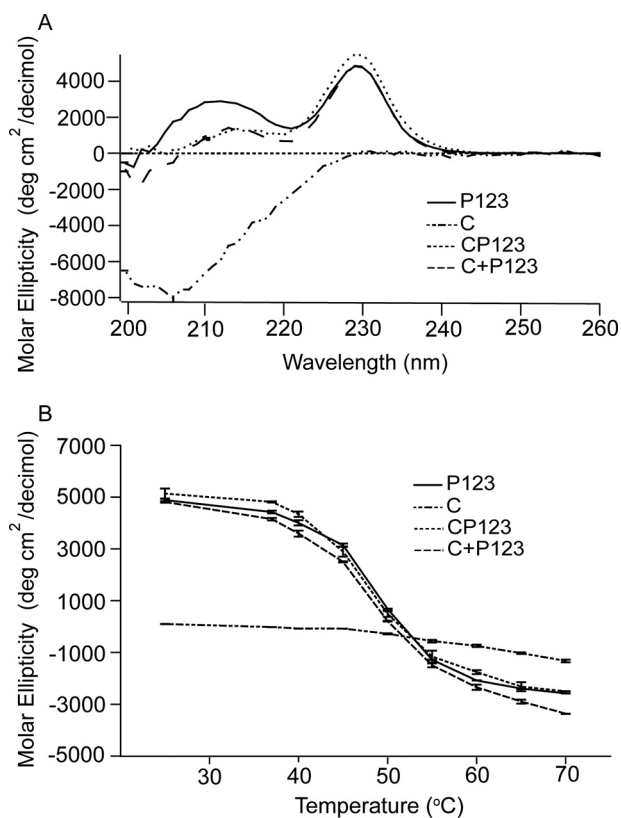 A
Molar Ellipticity (deg cm2/decimol)
4000
2000
0
-2000
-4000
-6000
-8000
P123
C
CP123
C+P123
200 210 220 230 240 250 260
Wavelength (nm)
B
Molar Ellipticity (deg cm2/decimol)
7000
5000
3000
1000
-1000
-3000
-5000
P123
C
CP123
C+P123
30 40 50 60 70
Temperature (oC)